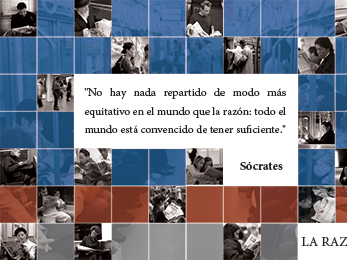 "No hay nada repartido de modo más
equitativo en el mundo que la razón: todo el
mundo está convencido de tener suficiente."
Sócrates
LA RAZ